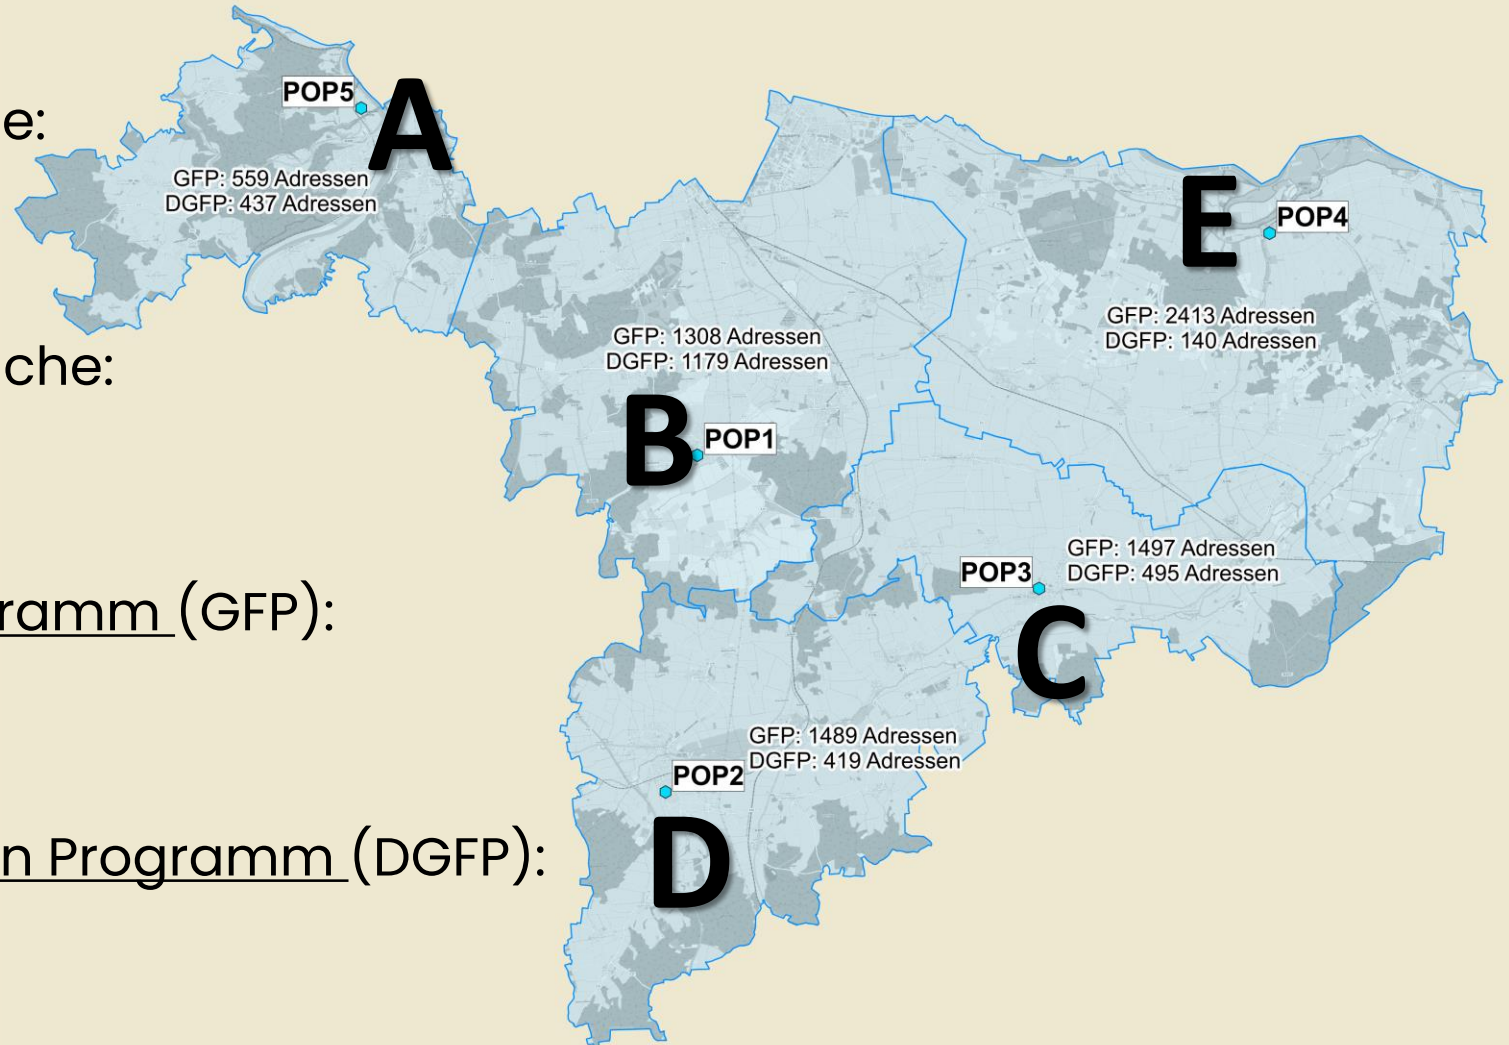 e:
che:
ramm (GFP):
n Programm (DGFP):
POP5
A
GFP: 559 Adressen
DGFP: 437 Adressen
E
POP4
GFP: 2413 Adressen
DGFP: 140 Adressen
GFP: 1308 Adressen
DGFP: 1179 Adressen
B
POP1
GFP: 1497 Adressen
DGFP: 495 Adressen
POP3
C
GFP: 1489 Adressen
DGFP: 419 Adressen
POP2
D